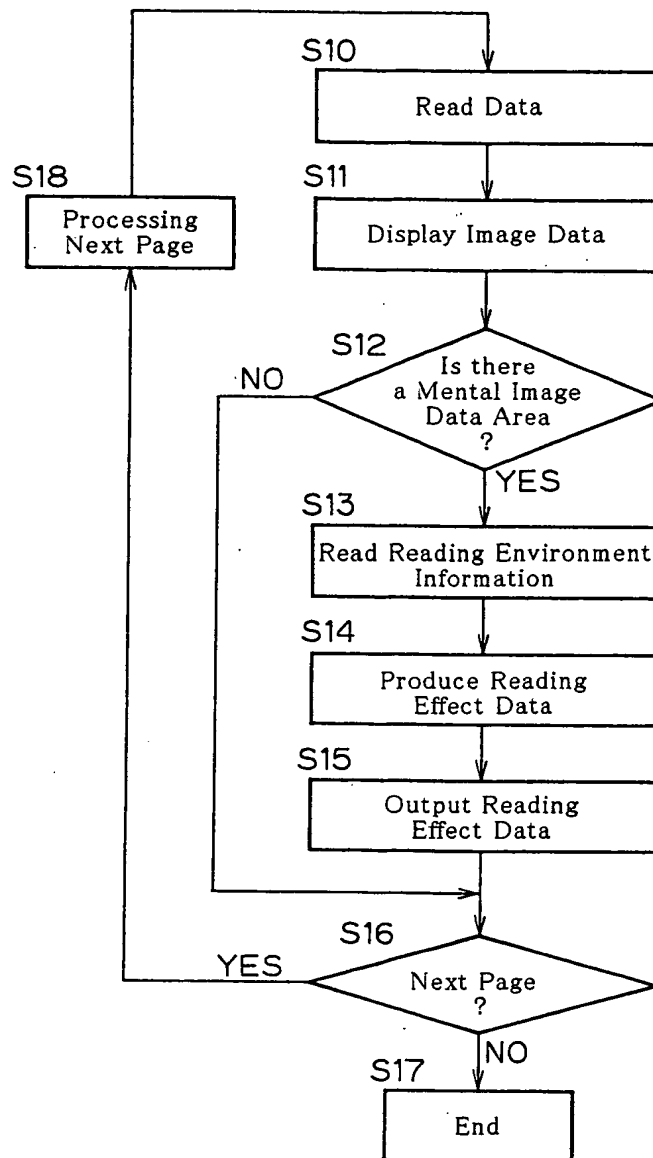 S10
Read Data
S18
Processing
Next Page
S11
Display Image Data
S12
Is there
a Mental Image
Data Area
?
NO
YES
S13
Read Reading Environment
Information
S14
Produce Reading
Effect Data
S15
Output Reading
Effect Data
S16
YES
Next Page
?
NO
S17
End